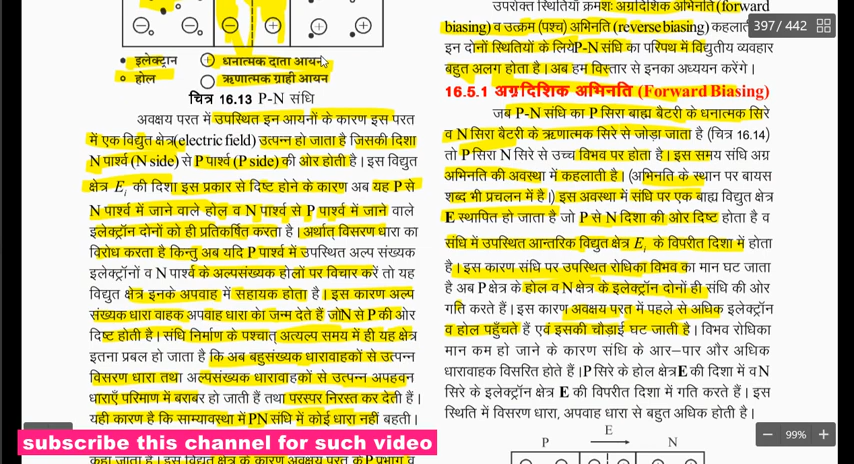 • इलेक्ट्रान + धनात्मक दाता आयन
० होल ○ ऋणात्मक ग्राही आयन
चित्र 16.13 P-N संधि
अवक्षय परत में उपस्थित इन आयनों के कारण इस परत
में एक विद्युत क्षेत्र(electric field) उत्पन्न हो जाता है जिसकी दिशा
N पार्श्व (N side) से P पार्श्व (P side) की ओर होती है। इस विद्युत
क्षेत्र Eᵢ की दिशा इस प्रकार से दिष्ट होने के कारण अब यह P से
N पार्श्व में जाने वाले होल व N पार्श्व से P पार्श्व में जाने वाले
इलेक्ट्रॉन दोनों को ही प्रतिकर्षित करता है। अर्थात् विसरण धारा का
विरोध करता है किन्तु अब यदि P पार्श्व में उपस्थित अल्प संख्यक
इलेक्ट्रॉनों व N पार्श्व के अल्पसंख्यक होलों पर विचार करें तो यह
विद्युत क्षेत्र इनके अपवाह में सहायक होता है। इस कारण अल्प
संख्यक धारा वाहक अपवाह धारा का जन्म देते हैं जोN से P की ओर
दिष्ट होती है। संधि निर्माण के पश्चात् अत्यल्प समय में ही यह क्षेत्र
इतना प्रबल हो जाता है कि अब बहुसंख्यक धारावाहकों से उत्पन्न
विसरण धारा तथा अल्पसंख्यक धारावाहकों से उत्पन्न अपहवन
धाराएँ परिमाण में बराबर हो जाती हैं तथा परस्पर निरस्त कर देती हैं।
यही कारण है कि साम्यावस्था में PN संधि में कोई धारा नहीं बहती।
उपरोक्त स्थितियाँ क्रमशः अग्रदिशिक अभिनति (forward
biasing) व उत्क्रम (पश्च) अभिनति (reverse biasing) कहलाती
इन दोनों स्थितियों के लियेP-N संधि का परिपथ में विद्युतीय व्यवहार
बहुत अलग होता है। अब हम विस्तार से इनका अध्ययन करेंगे।
16.5.1 अग्रदिशिक अभिनति (Forward Biasing)
जब P-N संधि का P सिरा बाह्य बैटरी के धनात्मक सिरे
व N सिरा बैटरी के ऋणात्मक सिरे से जोड़ा जाता है (चित्र 16.14)
तो P सिरा N सिरे से उच्च विभव पर होता है। इस समय संधि अग्र
अभिनति की अवस्था में कहलाती है। (अभिनति के स्थान पर बायस
शब्द भी प्रचलन में है।) इस अवस्था में संधि पर एक बाह्य विद्युत क्षेत्र
E स्थापित हो जाता है जो P से N दिशा की ओर दिष्ट होता है व
संधि में उपस्थित आन्तरिक विद्युत क्षेत्र Eᵢ के विपरीत दिशा में होता
है। इस कारण संधि पर उपस्थित रोधिका विभव का मान घट जाता
है अब P क्षेत्र के होल व N क्षेत्र के इलेक्ट्रॉन दोनों ही संधि की ओर
गति करते हैं। इस कारण अवक्षय परत में पहले से अधिक इलेक्ट्रॉन
व होल पहुँचते हैं एवं इसकी चौड़ाई घट जाती है। विभव रोधिका
मान कम हो जाने के कारण संधि के आर-पार और अधिक
धारावाहक विसरित होते हैं।P सिरे के होल क्षेत्रE की दिशा में व N
सिरे के इलेक्ट्रॉन क्षेत्र E की विपरीत दिशा में गति करते हैं। इस
स्थिति में विसरण धारा, अपवाह धारा से बहुत अधिक होती है।
P E N
397 / 442
99%
subscribe this channel for such video